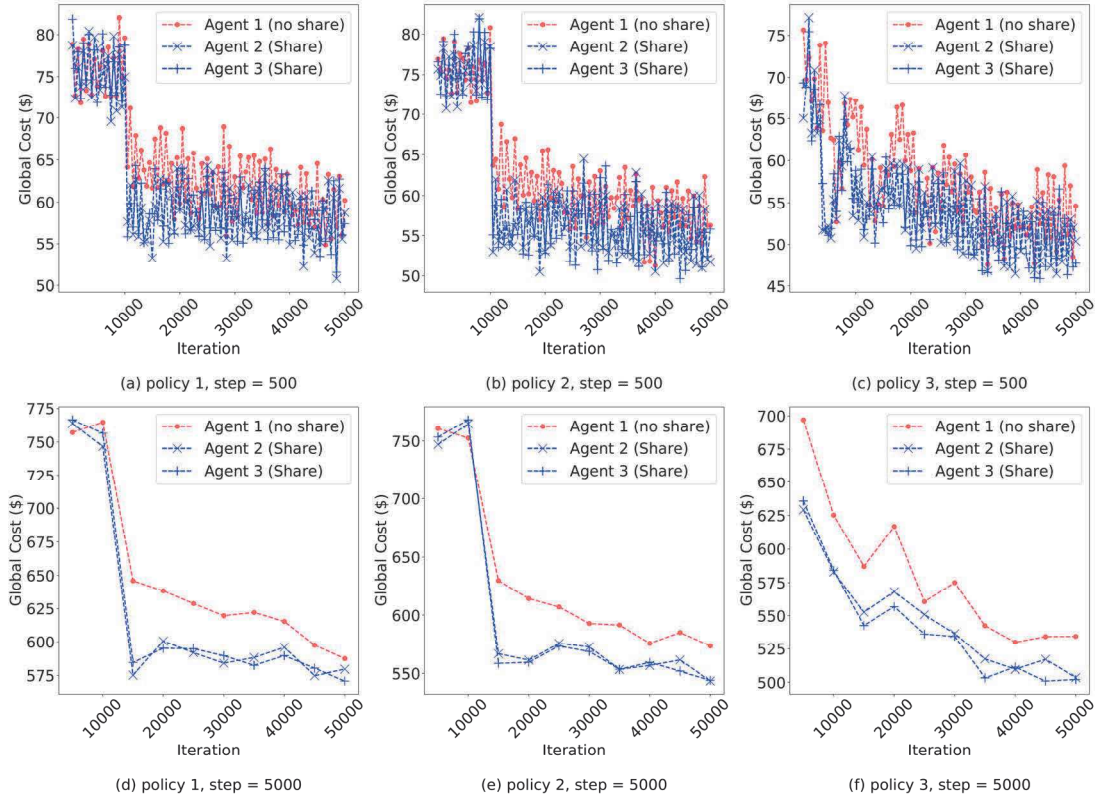 Global Cost ($)
80
75
70
65
60
55
50
Agent 1 (no share)
Agent 2 (Share)
Agent 3 (Share)
10000
20000
30000
40000
50000
Iteration
(a) policy 1, step = 500
Global Cost ($)
80
75
70
65
60
55
50
Agent 1 (no share)
Agent 2 (Share)
Agent 3 (Share)
10000
20000
30000
40000
50000
Iteration
(b) policy 2, step = 500
Global Cost ($)
75
70
65
60
55
50
45
Agent 1 (no share)
Agent 2 (Share)
Agent 3 (Share)
10000
20000
30000
40000
50000
Iteration
(c) policy 3, step = 500
Global Cost ($)
775
750
725
700
675
650
625
600
575
Agent 1 (no share)
Agent 2 (Share)
Agent 3 (Share)
10000
20000
30000
40000
50000
Iteration
(d) policy 1, step = 5000
Global Cost ($)
750
700
650
600
550
Agent 1 (no share)
Agent 2 (Share)
Agent 3 (Share)
10000
20000
30000
40000
50000
Iteration
(e) policy 2, step = 5000
Global Cost ($)
700
675
650
625
600
575
550
525
500
Agent 1 (no share)
Agent 2 (Share)
Agent 3 (Share)
10000
20000
30000
40000
50000
Iteration
(f) policy 3, step = 5000